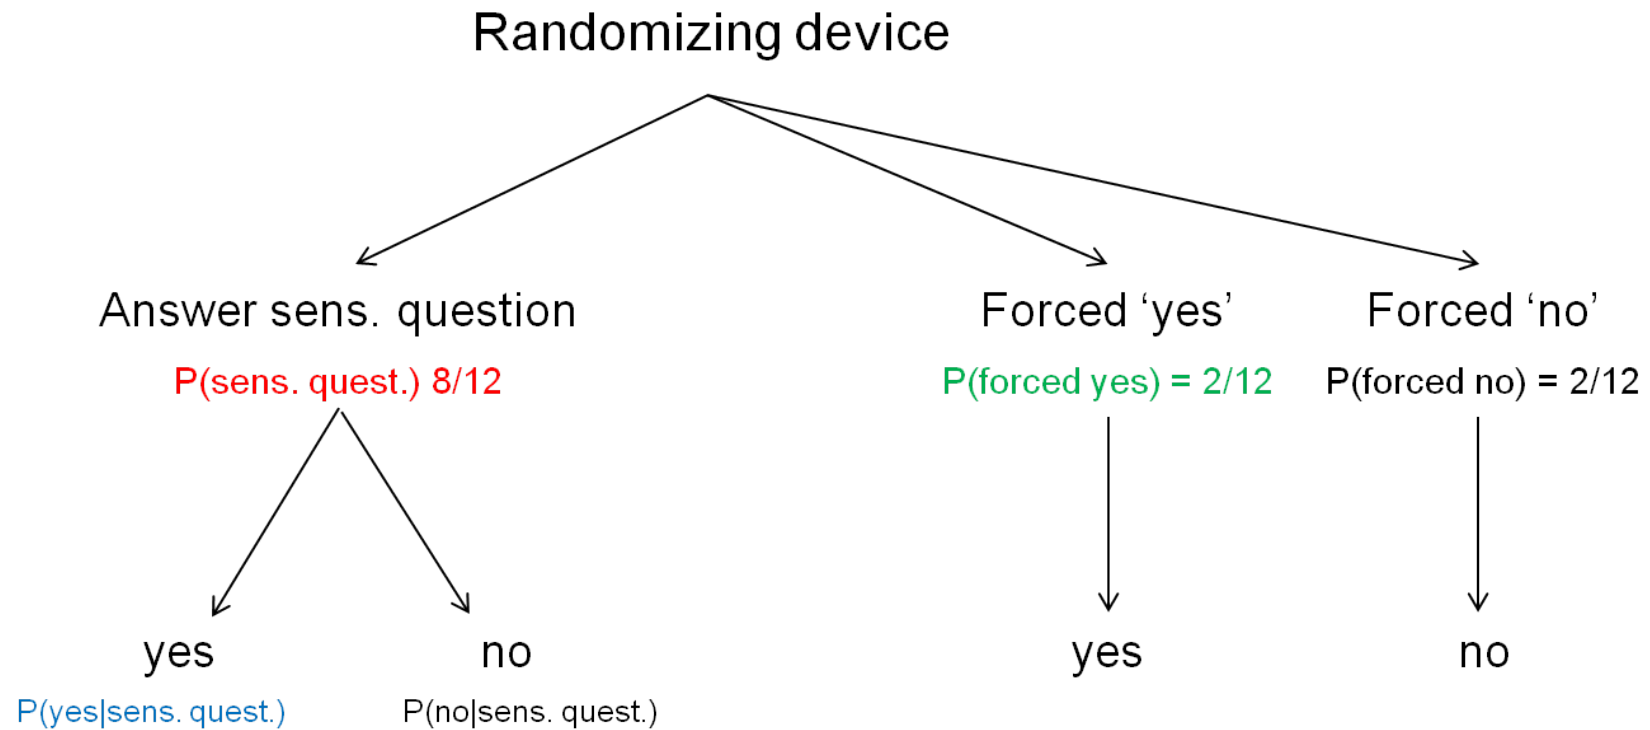 Randomizing device
Answer sens. question
Forced ‘yes’
Forced ‘no’
P(sens. quest.) 8/12
P(forced yes) = 2/12
P(forced no) = 2/12
yes
no
yes
no
P(yes|sens. quest.)
P(no|sens. quest.)